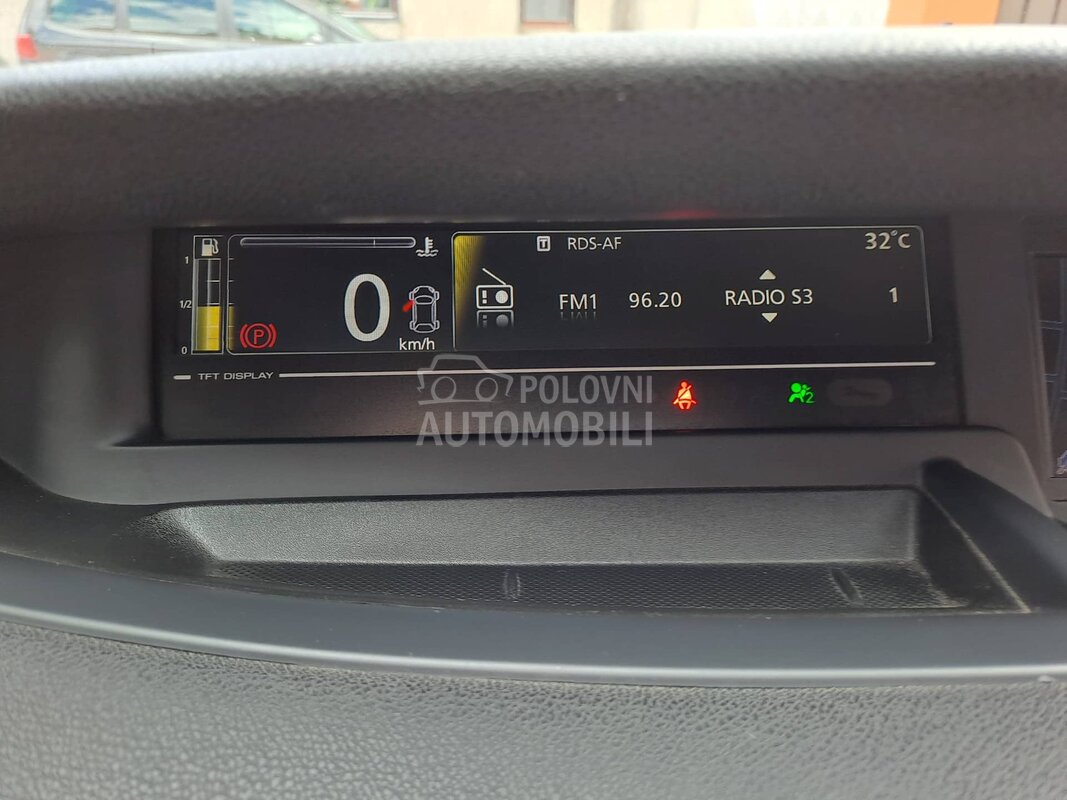 RDS-AF 32°C
1
1/2
0
P
0
km/h
FM1 96.20 RADIO S3 1
TFT DISPLAY
2
POLOVNI
AUTOMOBILI